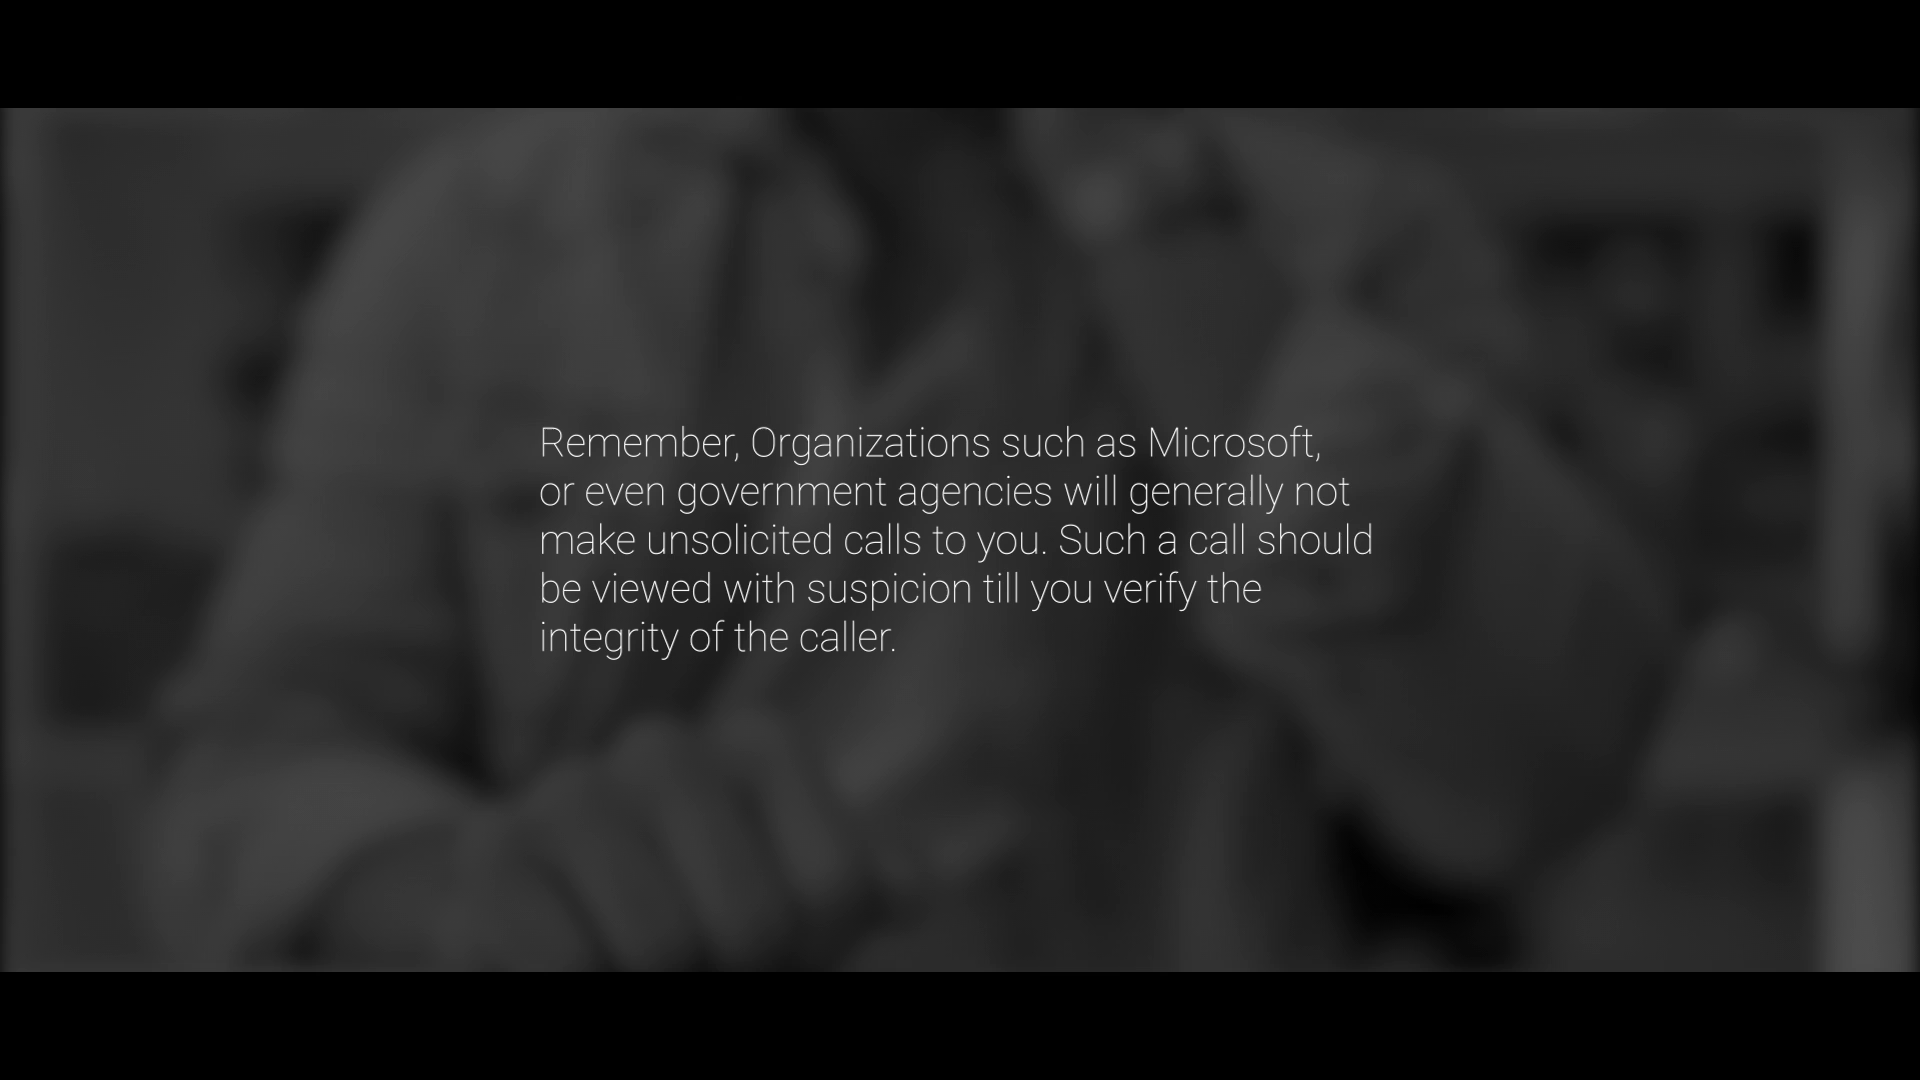 Remember, Organizations such as Microsoft,
or even government agencies will generally not
make unsolicited calls to you. Such a call should
be viewed with suspicion till you verify the
integrity of the caller.